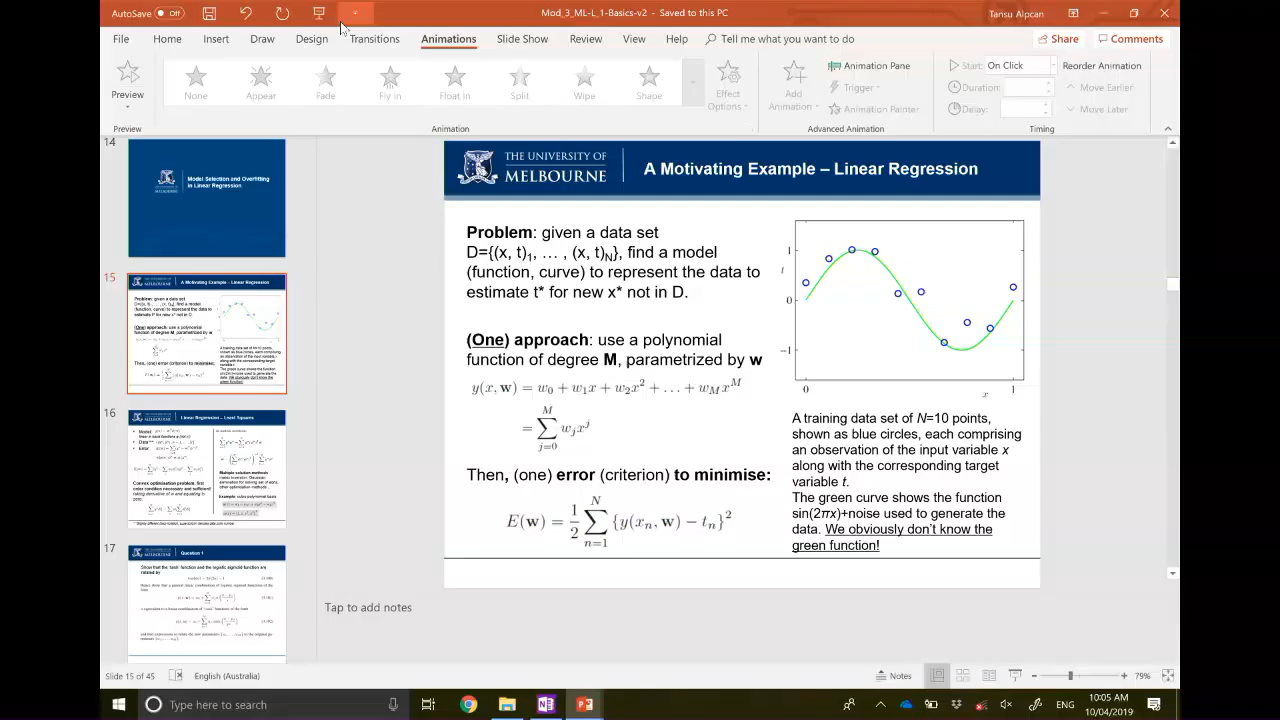 AutoSave Off Mod_3_ML-L_1_Basics-v2 - Saved to this PC Tansu Alpcan
File Home Insert Draw Design Transitions Animations Slide Show Review View Help Tell me what you want to do Share Comments
Preview None Appear Fade Fly In Float In Split Wipe Shape Effect Options Add Animation Animation Pane Trigger Animation Painter Start: On Click Delay: Reorder Animation Move Earlier Move Later
Preview Animation Advanced Animation Timing
14
Model Selection and Overfitting
in Linear Regression
15
16
Linear Regression – Least Squares
17
Question 1
THE UNIVERSITY OF
MELBOURNE
A Motivating Example – Linear Regression
Problem: given a data set
D={(x, t)1, … , (x, t)N}, find a model
(function, curve) to represent the data to
estimate t* for new x* not in D.
(One) approach: use a polynomial
function of degree M, parametrized by w
y(x, w) = w0 + w1x + w2x² + … + wMx^M
= ∑ j=0 M wjx^j
Then, (one) error (criterion) to minimise:
E(w) = 1/2 ∑ n=1 N {y(xn, w) − tn}²
1
t
0
−1
0 x 1
A training data set of N=10 points,
shown as blue circles, each comprising
an observation of the input variable x
along with the corresponding target
variable t.
The green curve shows the function
sin(2πx)+noise used to generate the
data. We obviously don't know the
green function!
Tap to add notes
Slide 15 of 45 English (Australia) Notes 79%
Type here to search
10:05 AM
10/04/2019